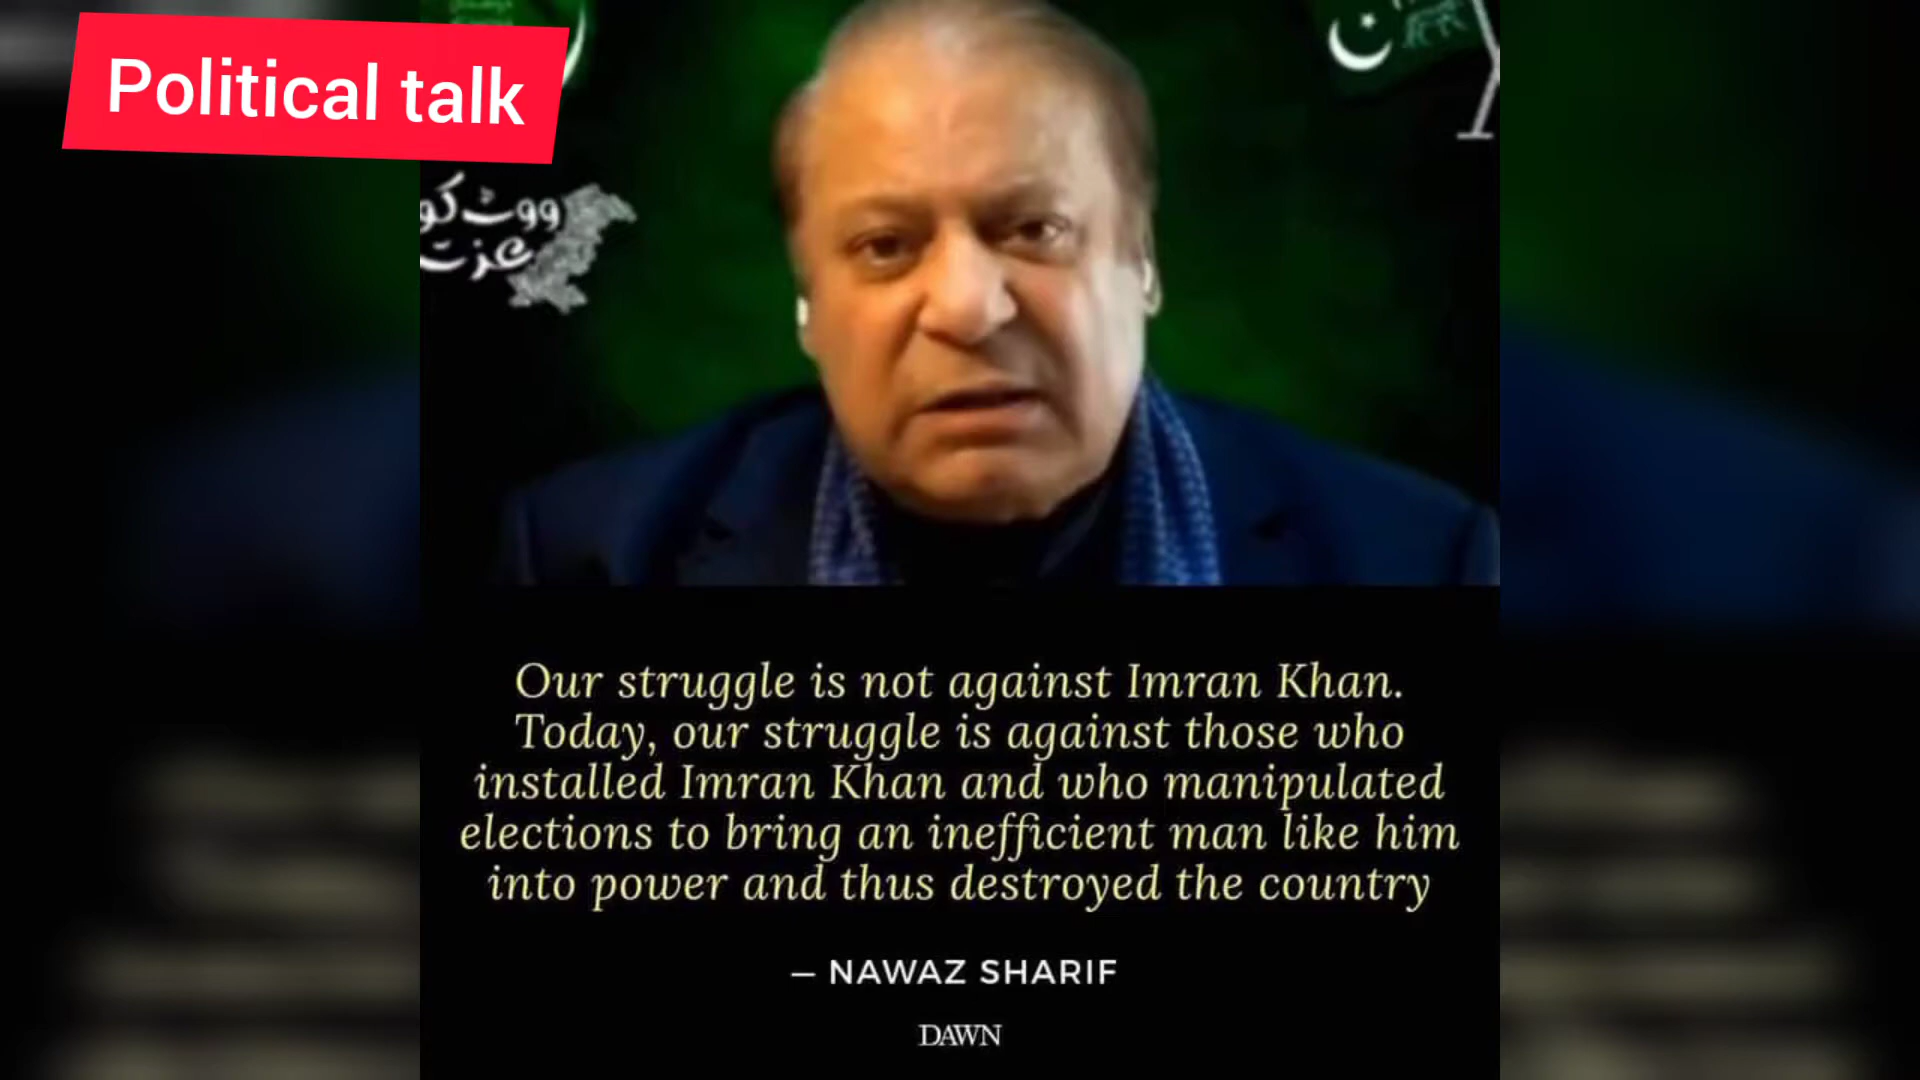 Political talk
ووٹ کو
عزت
Our struggle is not against Imran Khan.
Today, our struggle is against those who
installed Imran Khan and who manipulated
elections to bring an inefficient man like him
into power and thus destroyed the country
— NAWAZ SHARIF
DAWN